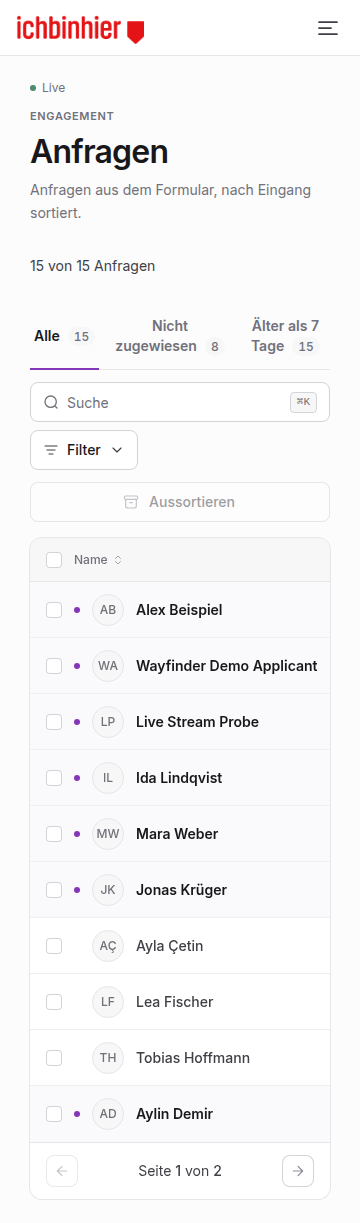 ichbinhier
Live
ENGAGEMENT
Anfragen
Anfragen aus dem Formular, nach Eingang
sortiert.
15 von 15 Anfragen
Alle 15
Nicht
zugewiesen 8
Älter als 7
Tage 15
Suche ⌘K
Filter
Aussortieren
Name
AB Alex Beispiel
WA Wayfinder Demo Applicant
LP Live Stream Probe
IL Ida Lindqvist
MW Mara Weber
JK Jonas Krüger
AÇ Ayla Çetin
LF Lea Fischer
TH Tobias Hoffmann
AD Aylin Demir
Seite 1 von 2